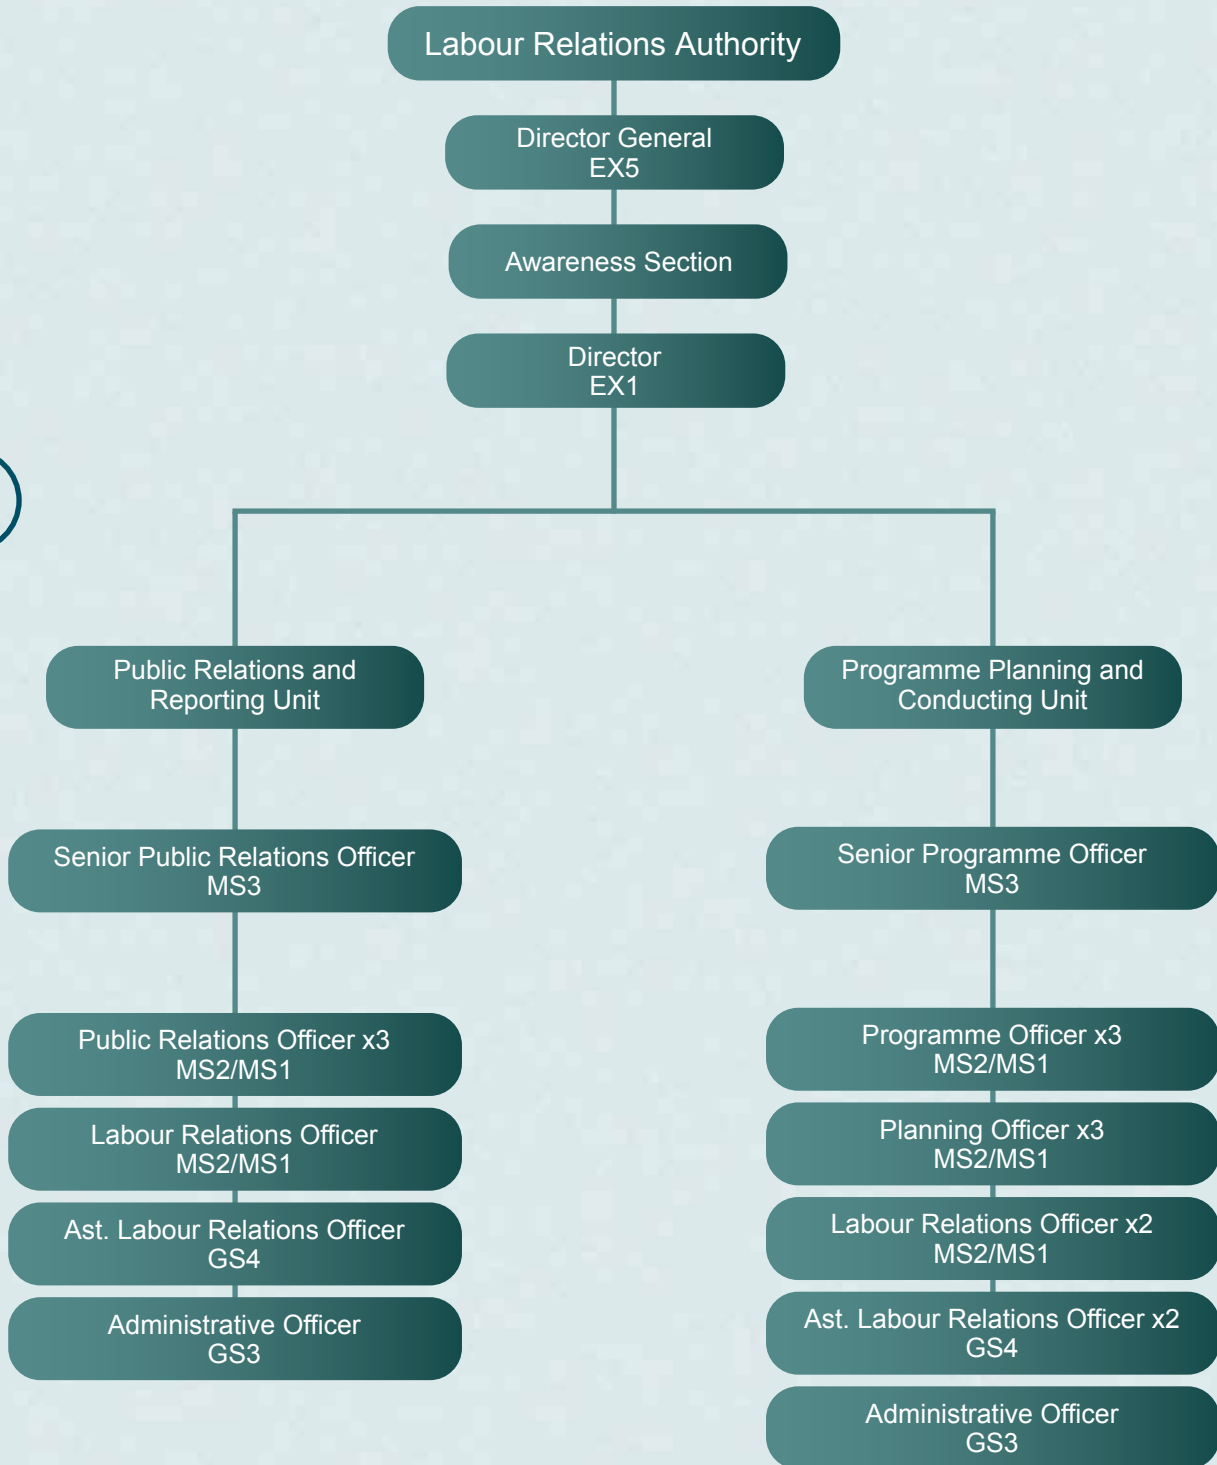 Labour Relations Authority
Director General
EX5
Awareness Section
Director
EX1
Public Relations and
Reporting Unit
Senior Public Relations Officer
MS3
Public Relations Officer x3
MS2/MS1
Labour Relations Officer
MS2/MS1
Ast. Labour Relations Officer
GS4
Administrative Officer
GS3
Programme Planning and
Conducting Unit
Senior Programme Officer
MS3
Programme Officer x3
MS2/MS1
Planning Officer x3
MS2/MS1
Labour Relations Officer x2
MS2/MS1
Ast. Labour Relations Officer x2
GS4
Administrative Officer
GS3